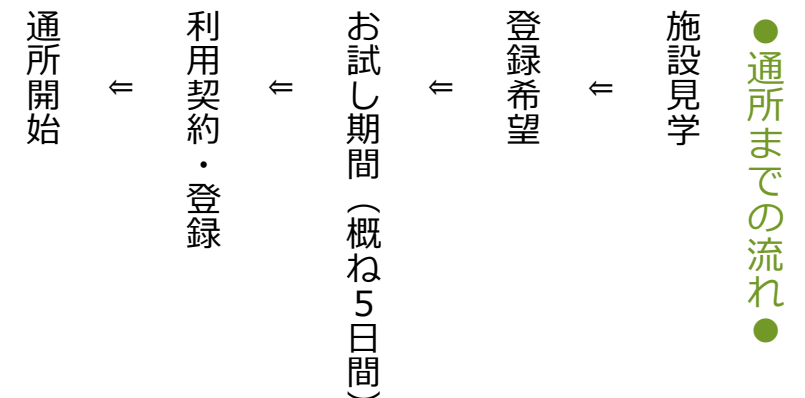 ●通所までの流れ●
施設見学
⇐
登録希望
⇐
お試し期間（概ね5日間）
⇐
利用契約・登録
⇐
通所開始